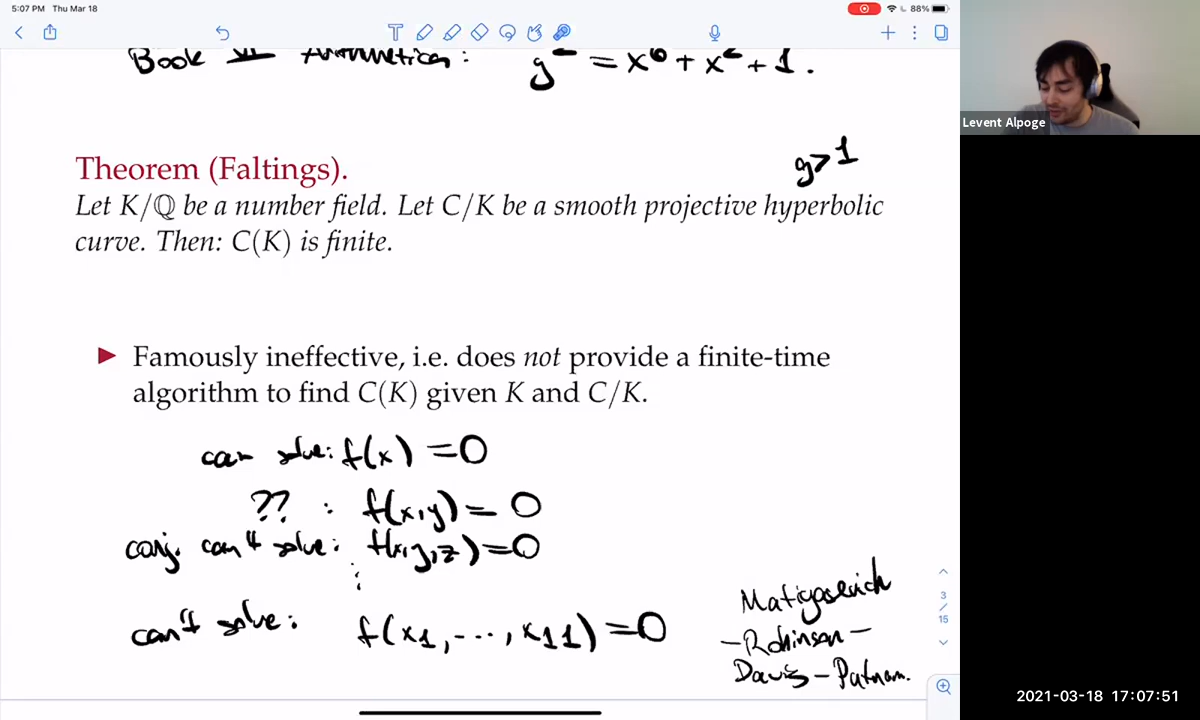 5:07 PM Thu Mar 18
88%
Book VI Arithmetica: y² = x⁶ + x² + 1.
g > 1
Theorem (Faltings).
Let K/ℚ be a number field. Let C/K be a smooth projective hyperbolic
curve. Then: C(K) is finite.
Famously ineffective, i.e. does not provide a finite-time
algorithm to find C(K) given K and C/K.
can solve: f(x) = 0
?? : f(x,y) = 0
conj. can't solve: f(x,y,z) = 0
⋮
can't solve: f(x1, ..., x11) = 0
Matiyasevich
-Robinson-
Davis-Putnam.
3
/
15
Levent Alpoge
2021-03-18 17:07:51